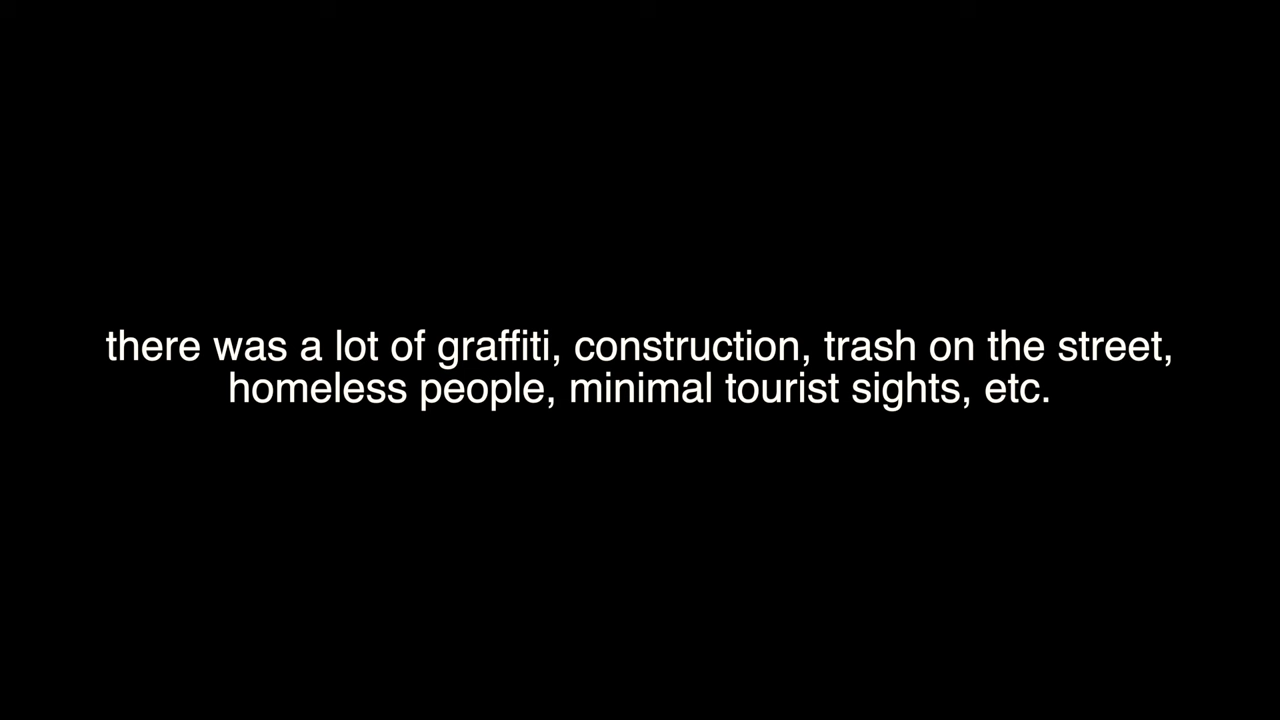 there was a lot of graffiti, construction, trash on the street,
homeless people, minimal tourist sights, etc.